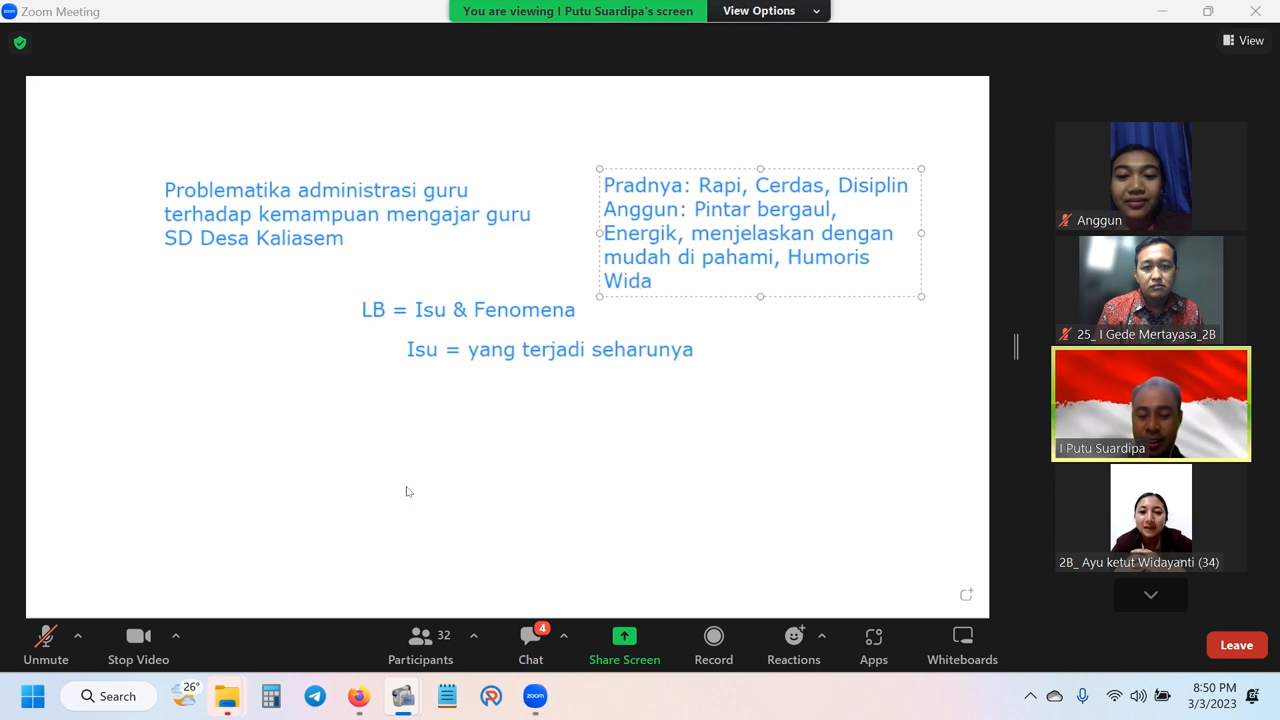 Zoom Meeting
You are viewing I Putu Suardipa's screen
View Options
View
Problematika administrasi guru
terhadap kemampuan mengajar guru
SD Desa Kaliasem
Pradnya: Rapi, Cerdas, Disiplin
Anggun: Pintar bergaul,
Energik, menjelaskan dengan
mudah di pahami, Humoris
Wida
LB = Isu & Fenomena
Isu = yang terjadi seharunya
Anggun
25_ I Gede Mertayasa_2B
I Putu Suardipa
2B_ Ayu ketut Widayanti (34)
Unmute
Stop Video
32
Participants
4
Chat
Share Screen
Record
Reactions
Apps
Whiteboards
Leave
Search
26°
zoom
8:50 PM
3/3/2023